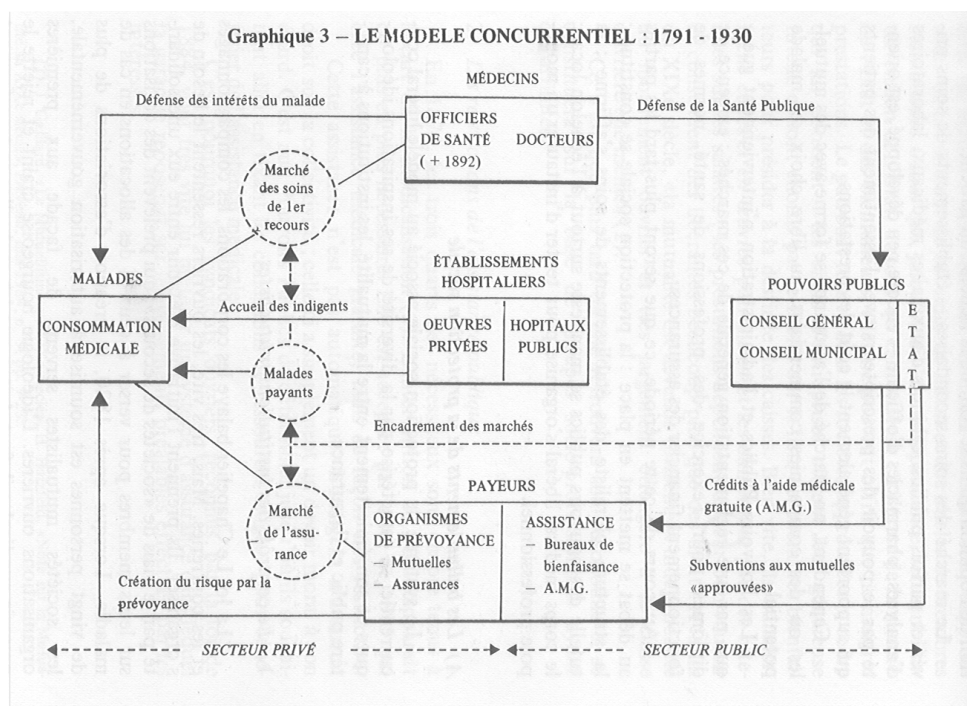 Graphique 3 – LE MODELE CONCURRENTIEL : 1791 - 1930
MÉDECINS
Défense des intérêts du malade
OFFICIERS
DE SANTÉ DOCTEURS
( + 1892)
Défense de la Santé Publique
Marché
des soins
de 1er
recours
MALADES
CONSOMMATION
MÉDICALE
Accueil des indigents
ÉTABLISSEMENTS
HOSPITALIERS
OEUVRES
PRIVÉES
HOPITAUX
PUBLICS
POUVOIRS PUBLICS
CONSEIL GÉNÉRAL
CONSEIL MUNICIPAL
E
T
A
T
Malades
payants
Encadrement des marchés
Crédits à l'aide médicale
gratuite (A.M.G.)
PAYEURS
Marché
de l'assu-
rance
ORGANISMES
DE PRÉVOYANCE
– Mutuelles
– Assurances
ASSISTANCE
– Bureaux de
bienfaisance
– A.M.G.
Subventions aux mutuelles
«approuvées»
Création du risque par la
prévoyance
SECTEUR PRIVÉ
SECTEUR PUBLIC